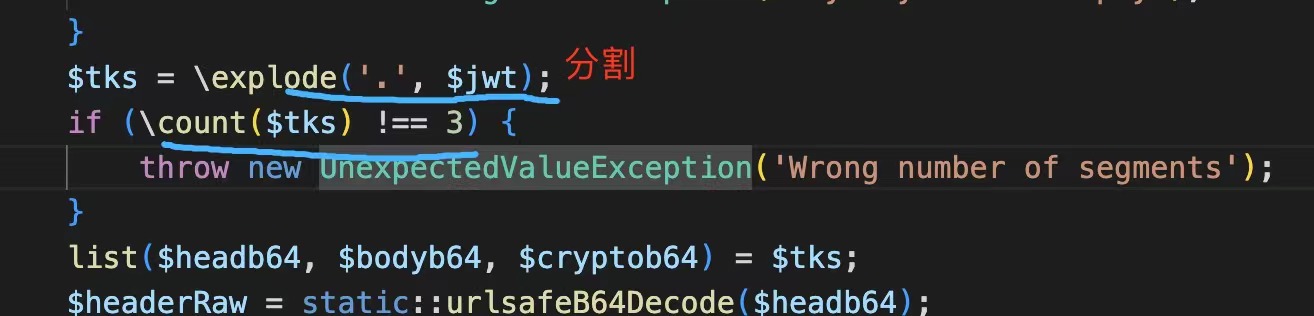 }
$tks = \explode('.', $jwt); 分割
if (\count($tks) !== 3) {
throw new UnexpectedValueException('Wrong number of segments');
}
list($headb64, $bodyb64, $cryptob64) = $tks;
$headerRaw = static::urlsafeB64Decode($headb64);